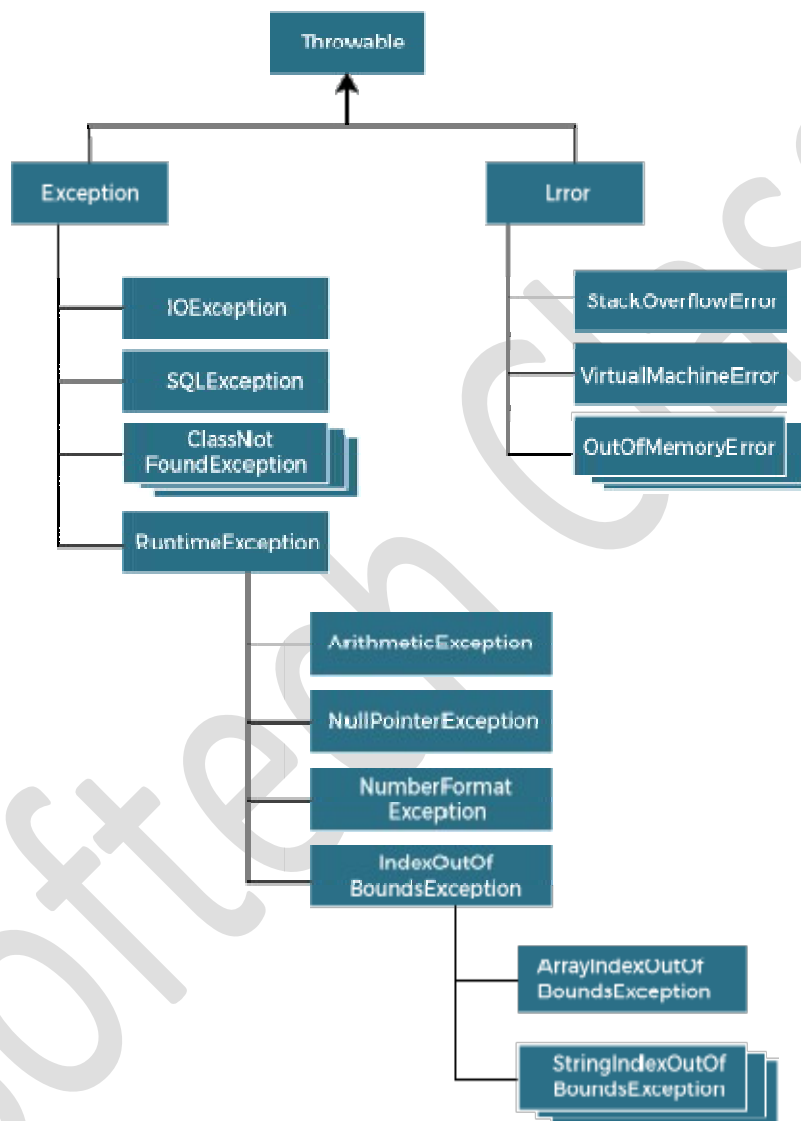 Throwable
Exception
Lrror
IOException
StackOverflowError
SQLException
VirtualMachineError
ClassNot
FoundException
OutOfMemoryError
RuntimeException
ArithmeticException
NullPointerException
NumberFormat
Exception
IndexOutOf
BoundsException
ArrayIndexOutOf
BoundsException
StringIndexOutOf
BoundsException